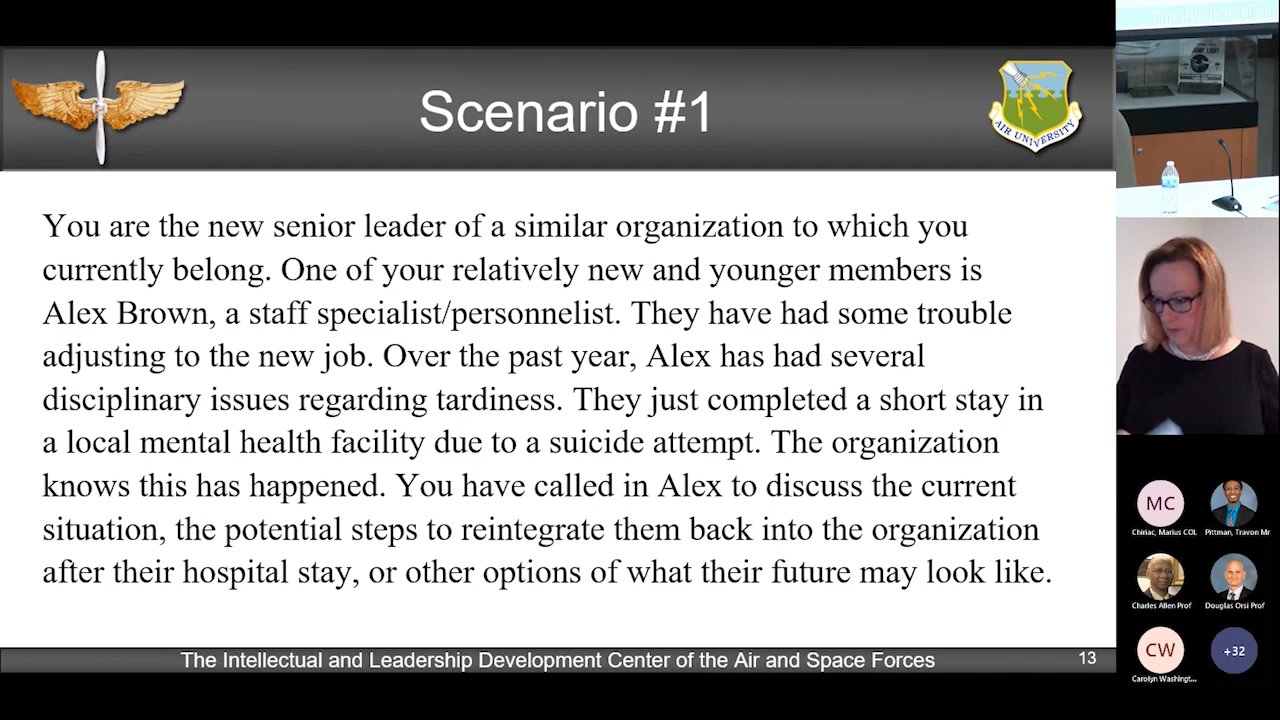 Scenario #1
AIR UNIVERSITY
You are the new senior leader of a similar organization to which you
currently belong. One of your relatively new and younger members is
Alex Brown, a staff specialist/personnelist. They have had some trouble
adjusting to the new job. Over the past year, Alex has had several
disciplinary issues regarding tardiness. They just completed a short stay in
a local mental health facility due to a suicide attempt. The organization
knows this has happened. You have called in Alex to discuss the current
situation, the potential steps to reintegrate them back into the organization
after their hospital stay, or other options of what their future may look like.
The Intellectual and Leadership Development Center of the Air and Space Forces
13
MC
Chiriac, Marius COL
Pittman, Travon Mr
Charles Allen Prof
Douglas Orsi Prof
CW
Carolyn Washingt...
+32